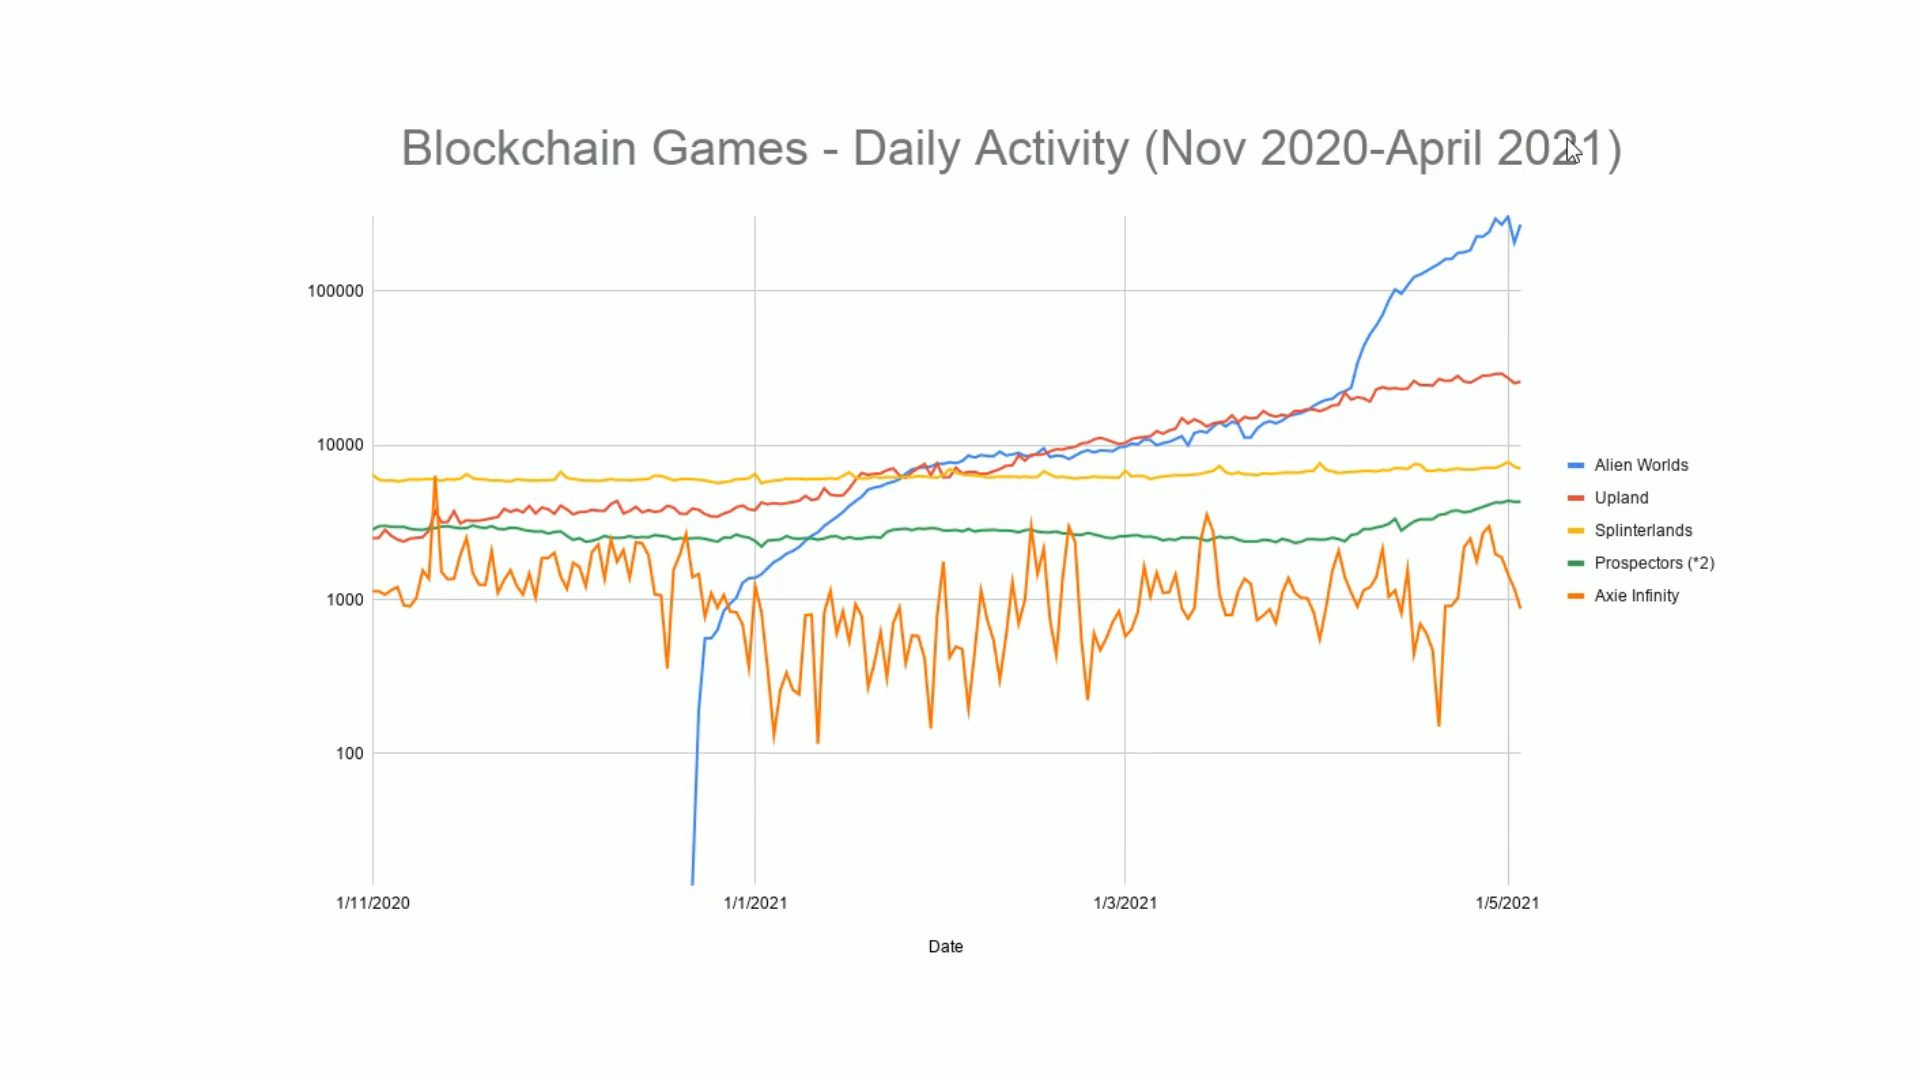 Blockchain Games - Daily Activity (Nov 2020-April 2021)
100000
10000
1000
100
1/11/2020
1/1/2021
1/3/2021
1/5/2021
Date
Alien Worlds
Upland
Splinterlands
Prospectors (*2)
Axie Infinity